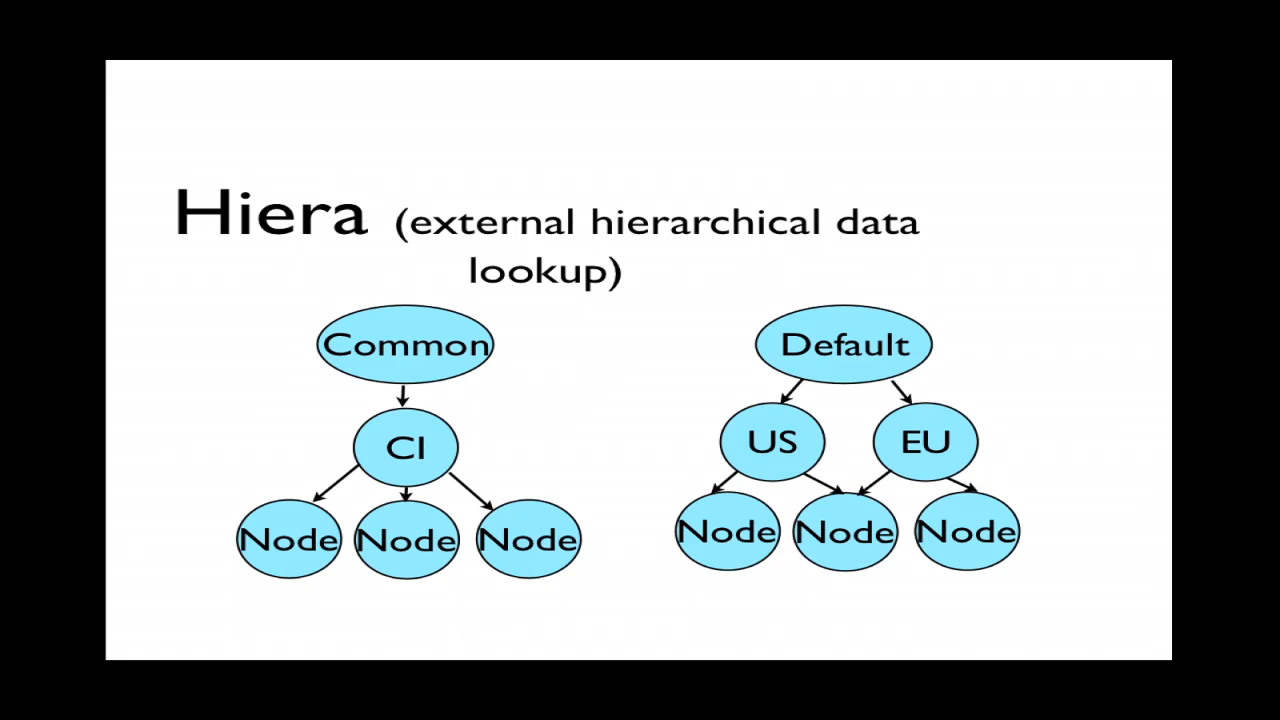 Hiera (external hierarchical data
lookup)
Common
CI
Node Node Node
Default
US EU
Node Node Node